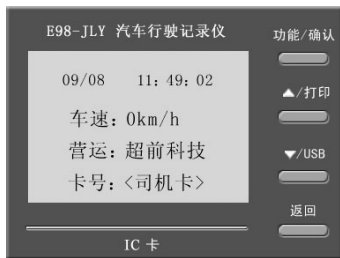 E98-JLY 汽车行驶记录仪
功能/确认
09/08 11:49:02
▲/打印
车速:0km/h
营运:超前科技
▼/USB
卡号:<司机卡>
返回
IC 卡